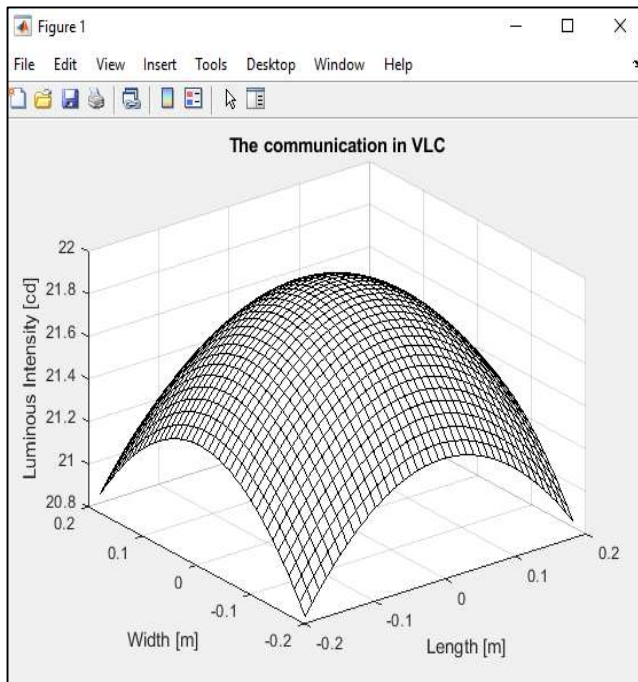 Figure 1
File Edit View Insert Tools Desktop Window Help
The communication in VLC
Luminous Intensity [cd]
22
21.8
21.6
21.4
21.2
21
20.8
0.2
0.1
0
-0.1
-0.2
Width [m]
-0.2
-0.1
0
0.1
0.2
Length [m]